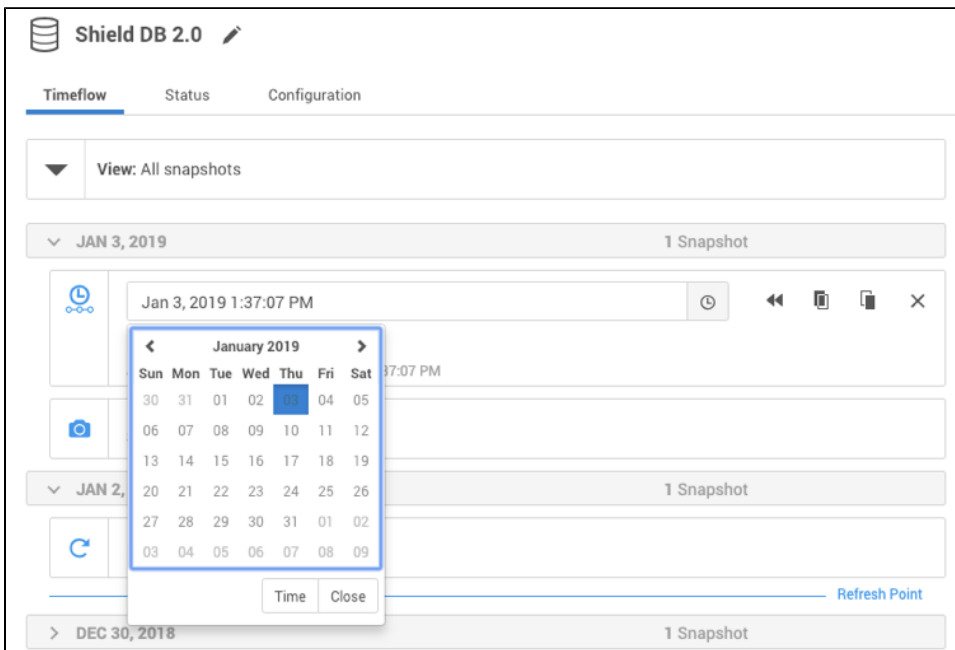 Shield DB 2.0
Timeflow Status Configuration
View: All snapshots
JAN 3, 2019 1 Snapshot
Jan 3, 2019 1:37:07 PM
January 2019
Sun Mon Tue Wed Thu Fri Sat
37:07 PM
30 31 01 02 03 04 05
06 07 08 09 10 11 12
13 14 15 16 17 18 19
JAN 2, 1 Snapshot
20 21 22 23 24 25 26
27 28 29 30 31 01 02
03 04 05 06 07 08 09
Time Close
Refresh Point
DEC 30, 2018 1 Snapshot